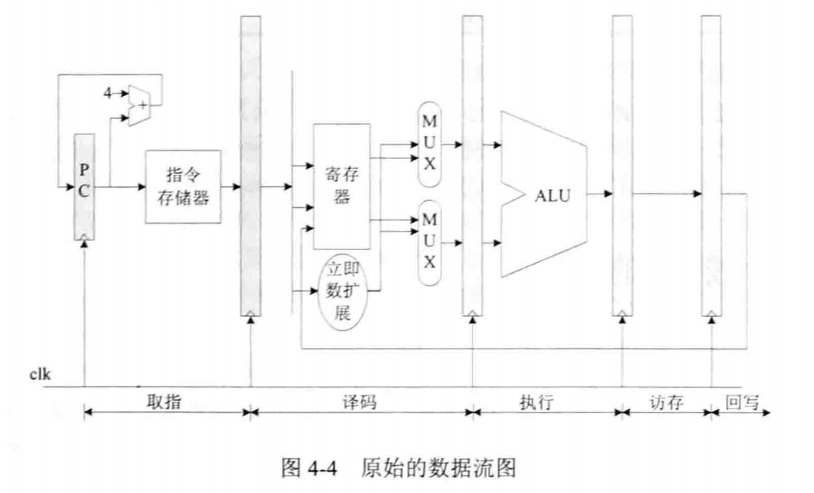 4
+
P
C
指令
存储器
寄存
器
立即
数扩
展
M
U
X
M
U
X
ALU
clk
取指
译码
执行
访存
回写
图 4-4 原始的数据流图